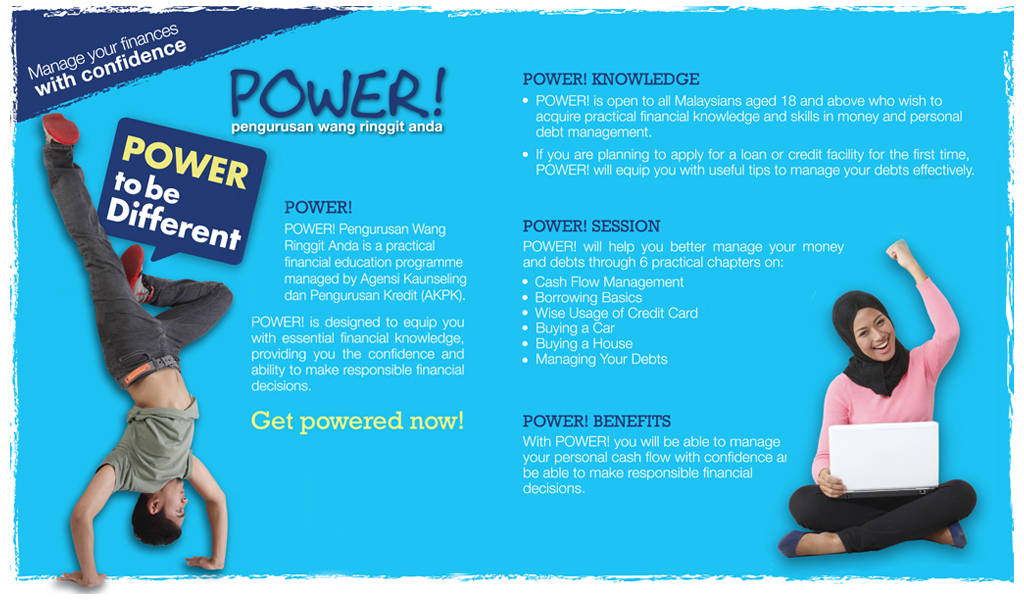 Manage your finances
with confidence
POWER!
pengurusan wang ringgit anda
POWER
to be
Different
POWER!
POWER! Pengurusan Wang
Ringgit Anda is a practical
financial education programme
managed by Agensi Kaunseling
dan Pengurusan Kredit (AKPK).
POWER! is designed to equip you
with essential financial knowledge,
providing you the confidence and
ability to make responsible financial
decisions.
Get powered now!
POWER! KNOWLEDGE
• POWER! is open to all Malaysians aged 18 and above who wish to
acquire practical financial knowledge and skills in money and personal
debt management.
• If you are planning to apply for a loan or credit facility for the first time,
POWER! will equip you with useful tips to manage your debts effectively.
POWER! SESSION
POWER! will help you better manage your money
and debts through 6 practical chapters on:
• Cash Flow Management
• Borrowing Basics
• Wise Usage of Credit Card
• Buying a Car
• Buying a House
• Managing Your Debts
POWER! BENEFITS
With POWER! you will be able to manage
your personal cash flow with confidence
be able to make responsible financial
decisions.